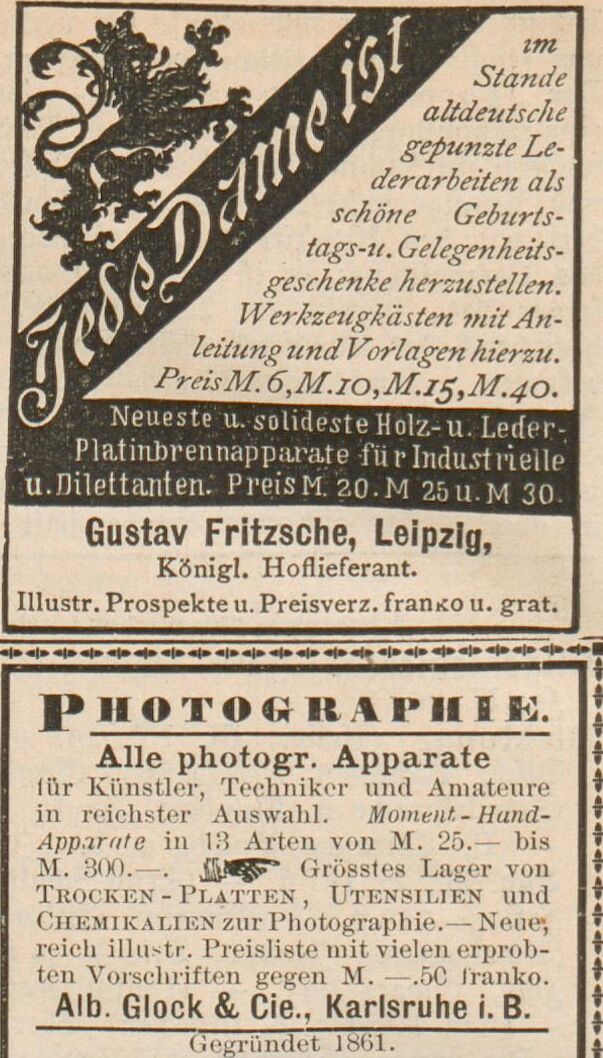 Jede Dame ist
im
Stande
altdeutsche
gepunzte Le-
derarbeiten als
schöne Geburts-
tags-u. Gelegenheits-
geschenke herzustellen.
Werkzeugkästen mit An-
leitung und Vorlagen hierzu.
Preis M. 6, M. 10, M. 15, M. 40.
Neueste u. solideste Holz- u. Leder-
Platinbrennapparate für Industrielle
u. Dilettanten. Preis M. 20. M 25 u. M 30.
Gustav Fritzsche, Leipzig,
Königl. Hoflieferant.
Illustr. Prospekte u. Preisverz. franko u. grat.
PHOTOGRAPHIE.
Alle photogr. Apparate
für Künstler, Techniker und Amateure
in reichster Auswahl. Moment-Hand-
Apparate in 13 Arten von M. 25.— bis
M. 300.—. Grösstes Lager von
TROCKEN-PLATTEN, UTENSILIEN und
CHEMIKALIEN zur Photographie.— Neue,
reich illustr. Preisliste mit vielen erprob-
ten Vorschriften gegen M. —.50 franko.
Alb. Glock & Cie., Karlsruhe i. B.
Gegründet 1861.